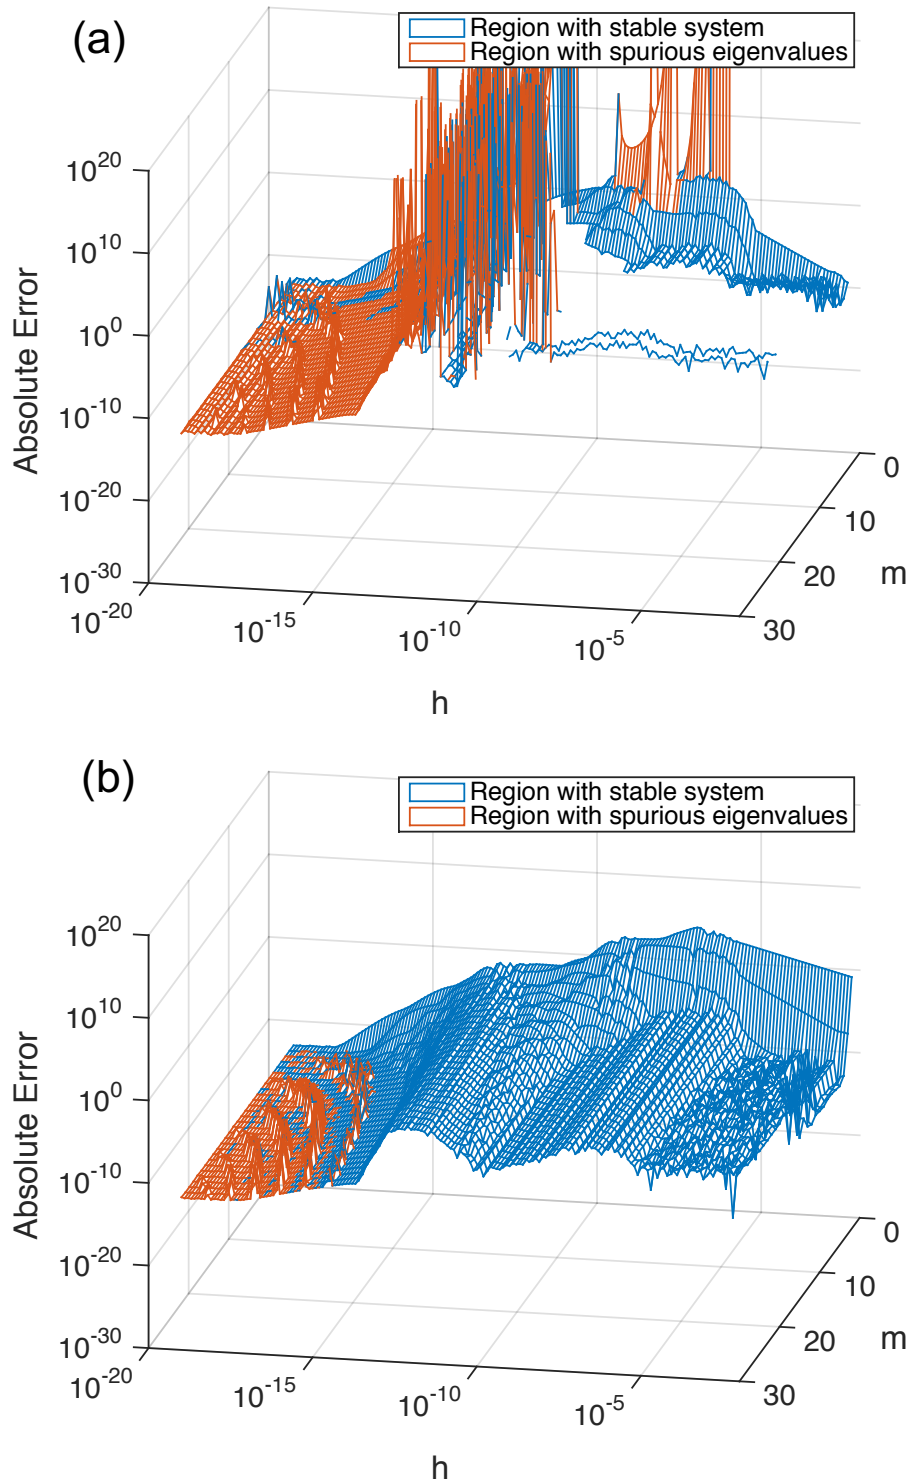 (a)
Region with stable system
Region with spurious eigenvalues
Absolute Error
10^20
10^10
10^0
10^-10
10^-20
10^-30
10^-20
10^-15
10^-10
10^-5
h
0
10
20
30
m
(b)
Region with stable system
Region with spurious eigenvalues
Absolute Error
10^20
10^10
10^0
10^-10
10^-20
10^-30
10^-20
10^-15
10^-10
10^-5
h
0
10
20
30
m